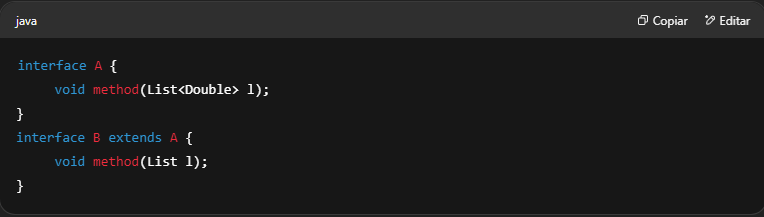 java
Copiar
Editar
interface A {
void method(List<Double> l);
}
interface B extends A {
void method(List l);
}